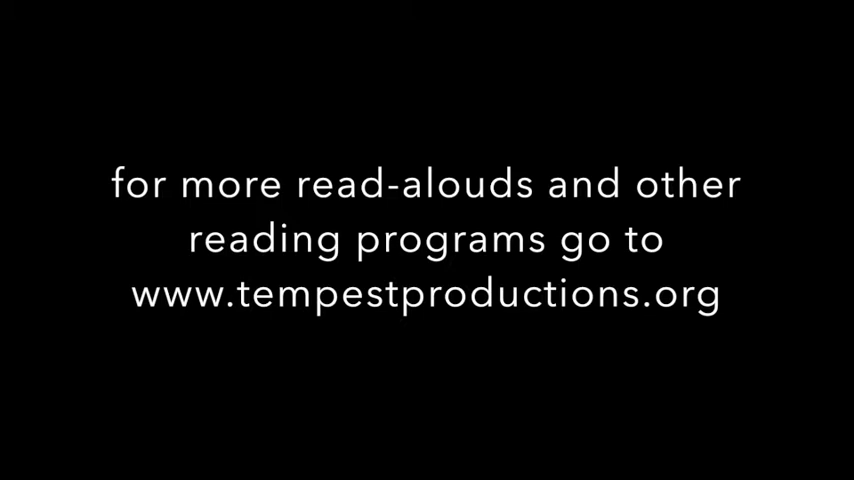 for more read-alouds and other
reading programs go to
www.tempestproductions.org